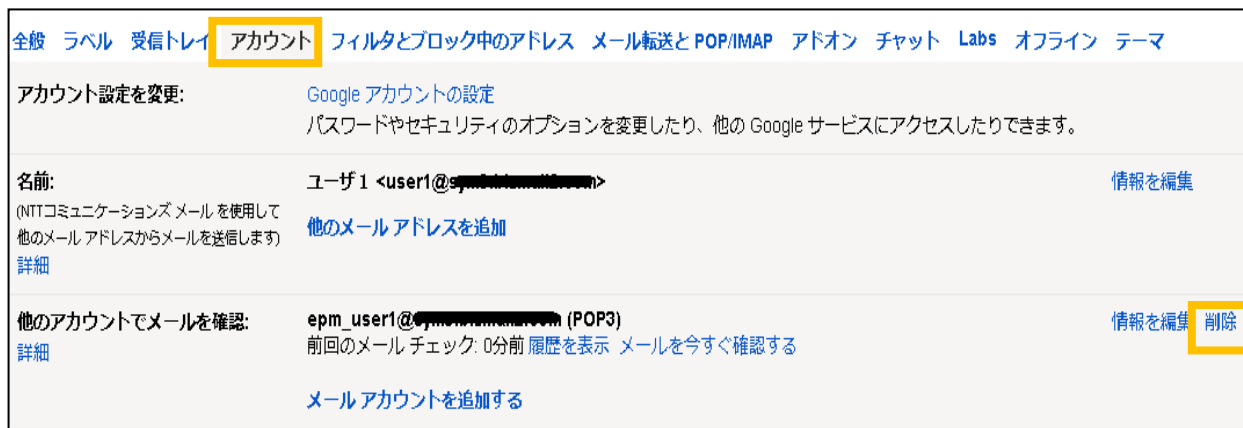 全般 ラベル 受信トレイ アカウント フィルタとブロック中のアドレス メール転送と POP/IMAP アドオン チャット Labs オフライン テーマ
アカウント設定を変更: Google アカウントの設定
パスワードやセキュリティのオプションを変更したり、他の Google サービスにアクセスしたりできます。
名前: ユーザ１ <user1@s > 情報を編集
(NTTコミュニケーションズ メール を使用して
他のメール アドレスからメールを送信します)
他のメール アドレスを追加
詳細
他のアカウントでメールを確認: epm_user1@ (POP3) 情報を編集 削除
詳細
前回のメール チェック: 0分前 履歴を表示 メールを今すぐ確認する
メール アカウントを追加する